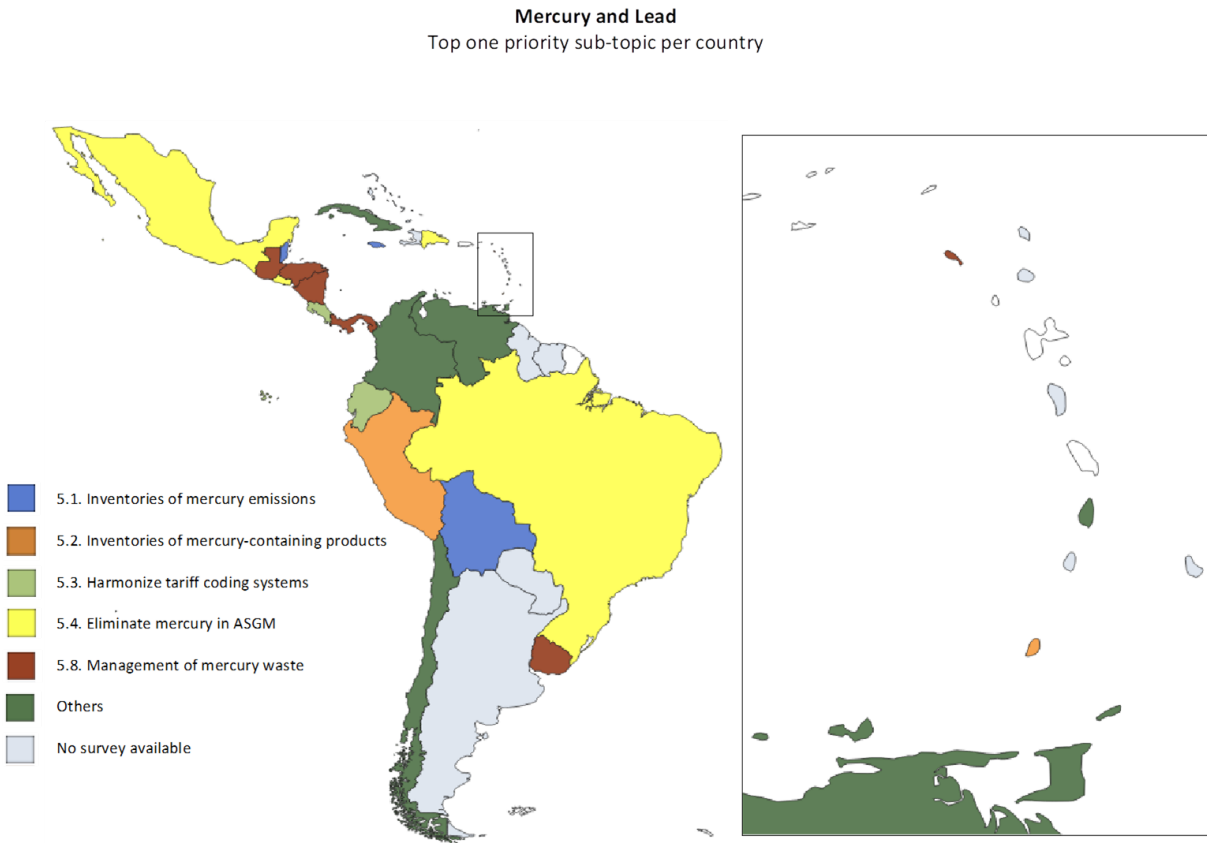 Mercury and Lead
Top one priority sub-topic per country
5.1. Inventories of mercury emissions
5.2. Inventories of mercury-containing products
5.3. Harmonize tariff coding systems
5.4. Eliminate mercury in ASGM
5.8. Management of mercury waste
Others
No survey available